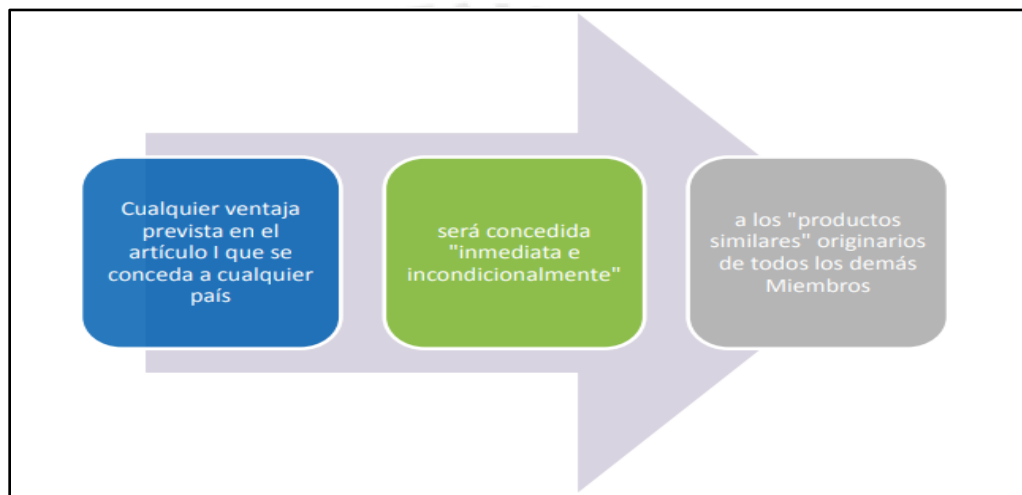 Cualquier ventaja
prevista en el
artículo I que se
conceda a cualquier
país
será concedida
"inmediata e
incondicionalmente"
a los "productos
similares" originarios
de todos los demás
Miembros